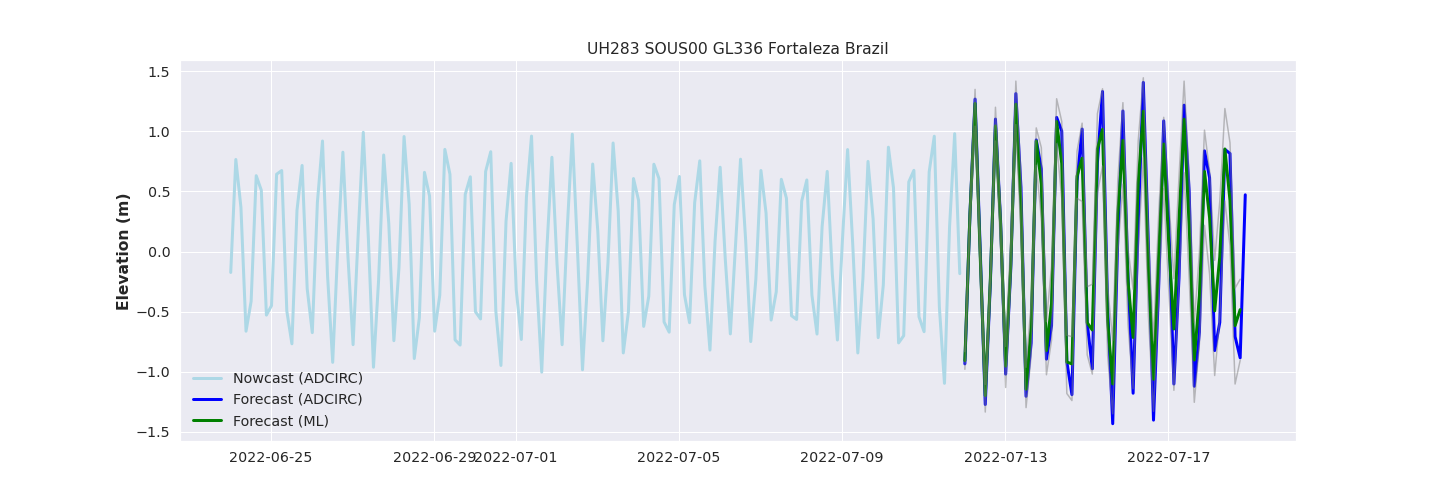 UH283 SOUS00 GL336 Fortaleza Brazil
Elevation (m)
1.5
1.0
0.5
0.0
−0.5
−1.0
−1.5
Nowcast (ADCIRC)
Forecast (ADCIRC)
Forecast (ML)
2022-06-25 2022-06-29 2022-07-01 2022-07-05 2022-07-09 2022-07-13 2022-07-17